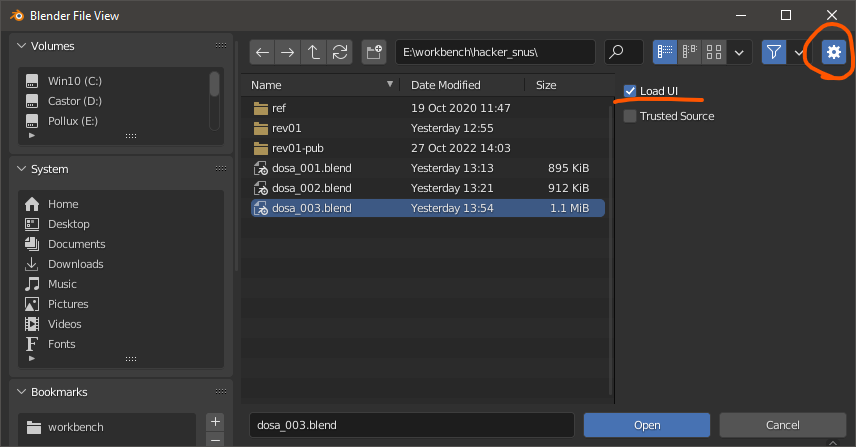 Blender File View
Volumes
Win10 (C:)
Castor (D:)
Pollux (E:)
System
Home
Desktop
Documents
Downloads
Music
Pictures
Videos
Fonts
Bookmarks
workbench
E:\workbench\hacker_snus\
Name Date Modified Size
ref 19 Oct 2020 11:47
rev01 Yesterday 12:55
rev01-pub 27 Oct 2022 14:03
dosa_001.blend Yesterday 13:13 895 KiB
dosa_002.blend Yesterday 13:21 912 KiB
dosa_003.blend Yesterday 13:54 1.1 MiB
Load UI
Trusted Source
dosa_003.blend
Open
Cancel